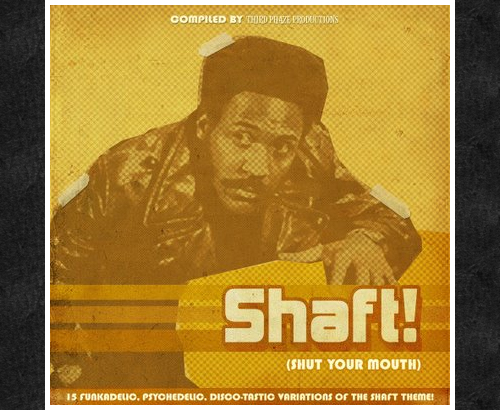 COMPILED BY THIRD PHAZE PRODUCTIONS
Shaft!
(SHUT YOUR MOUTH)
15 FUNKADELIC, PSYCHEDELIC, DISCO-TASTIC VARIATIONS OF THE SHAFT THEME!